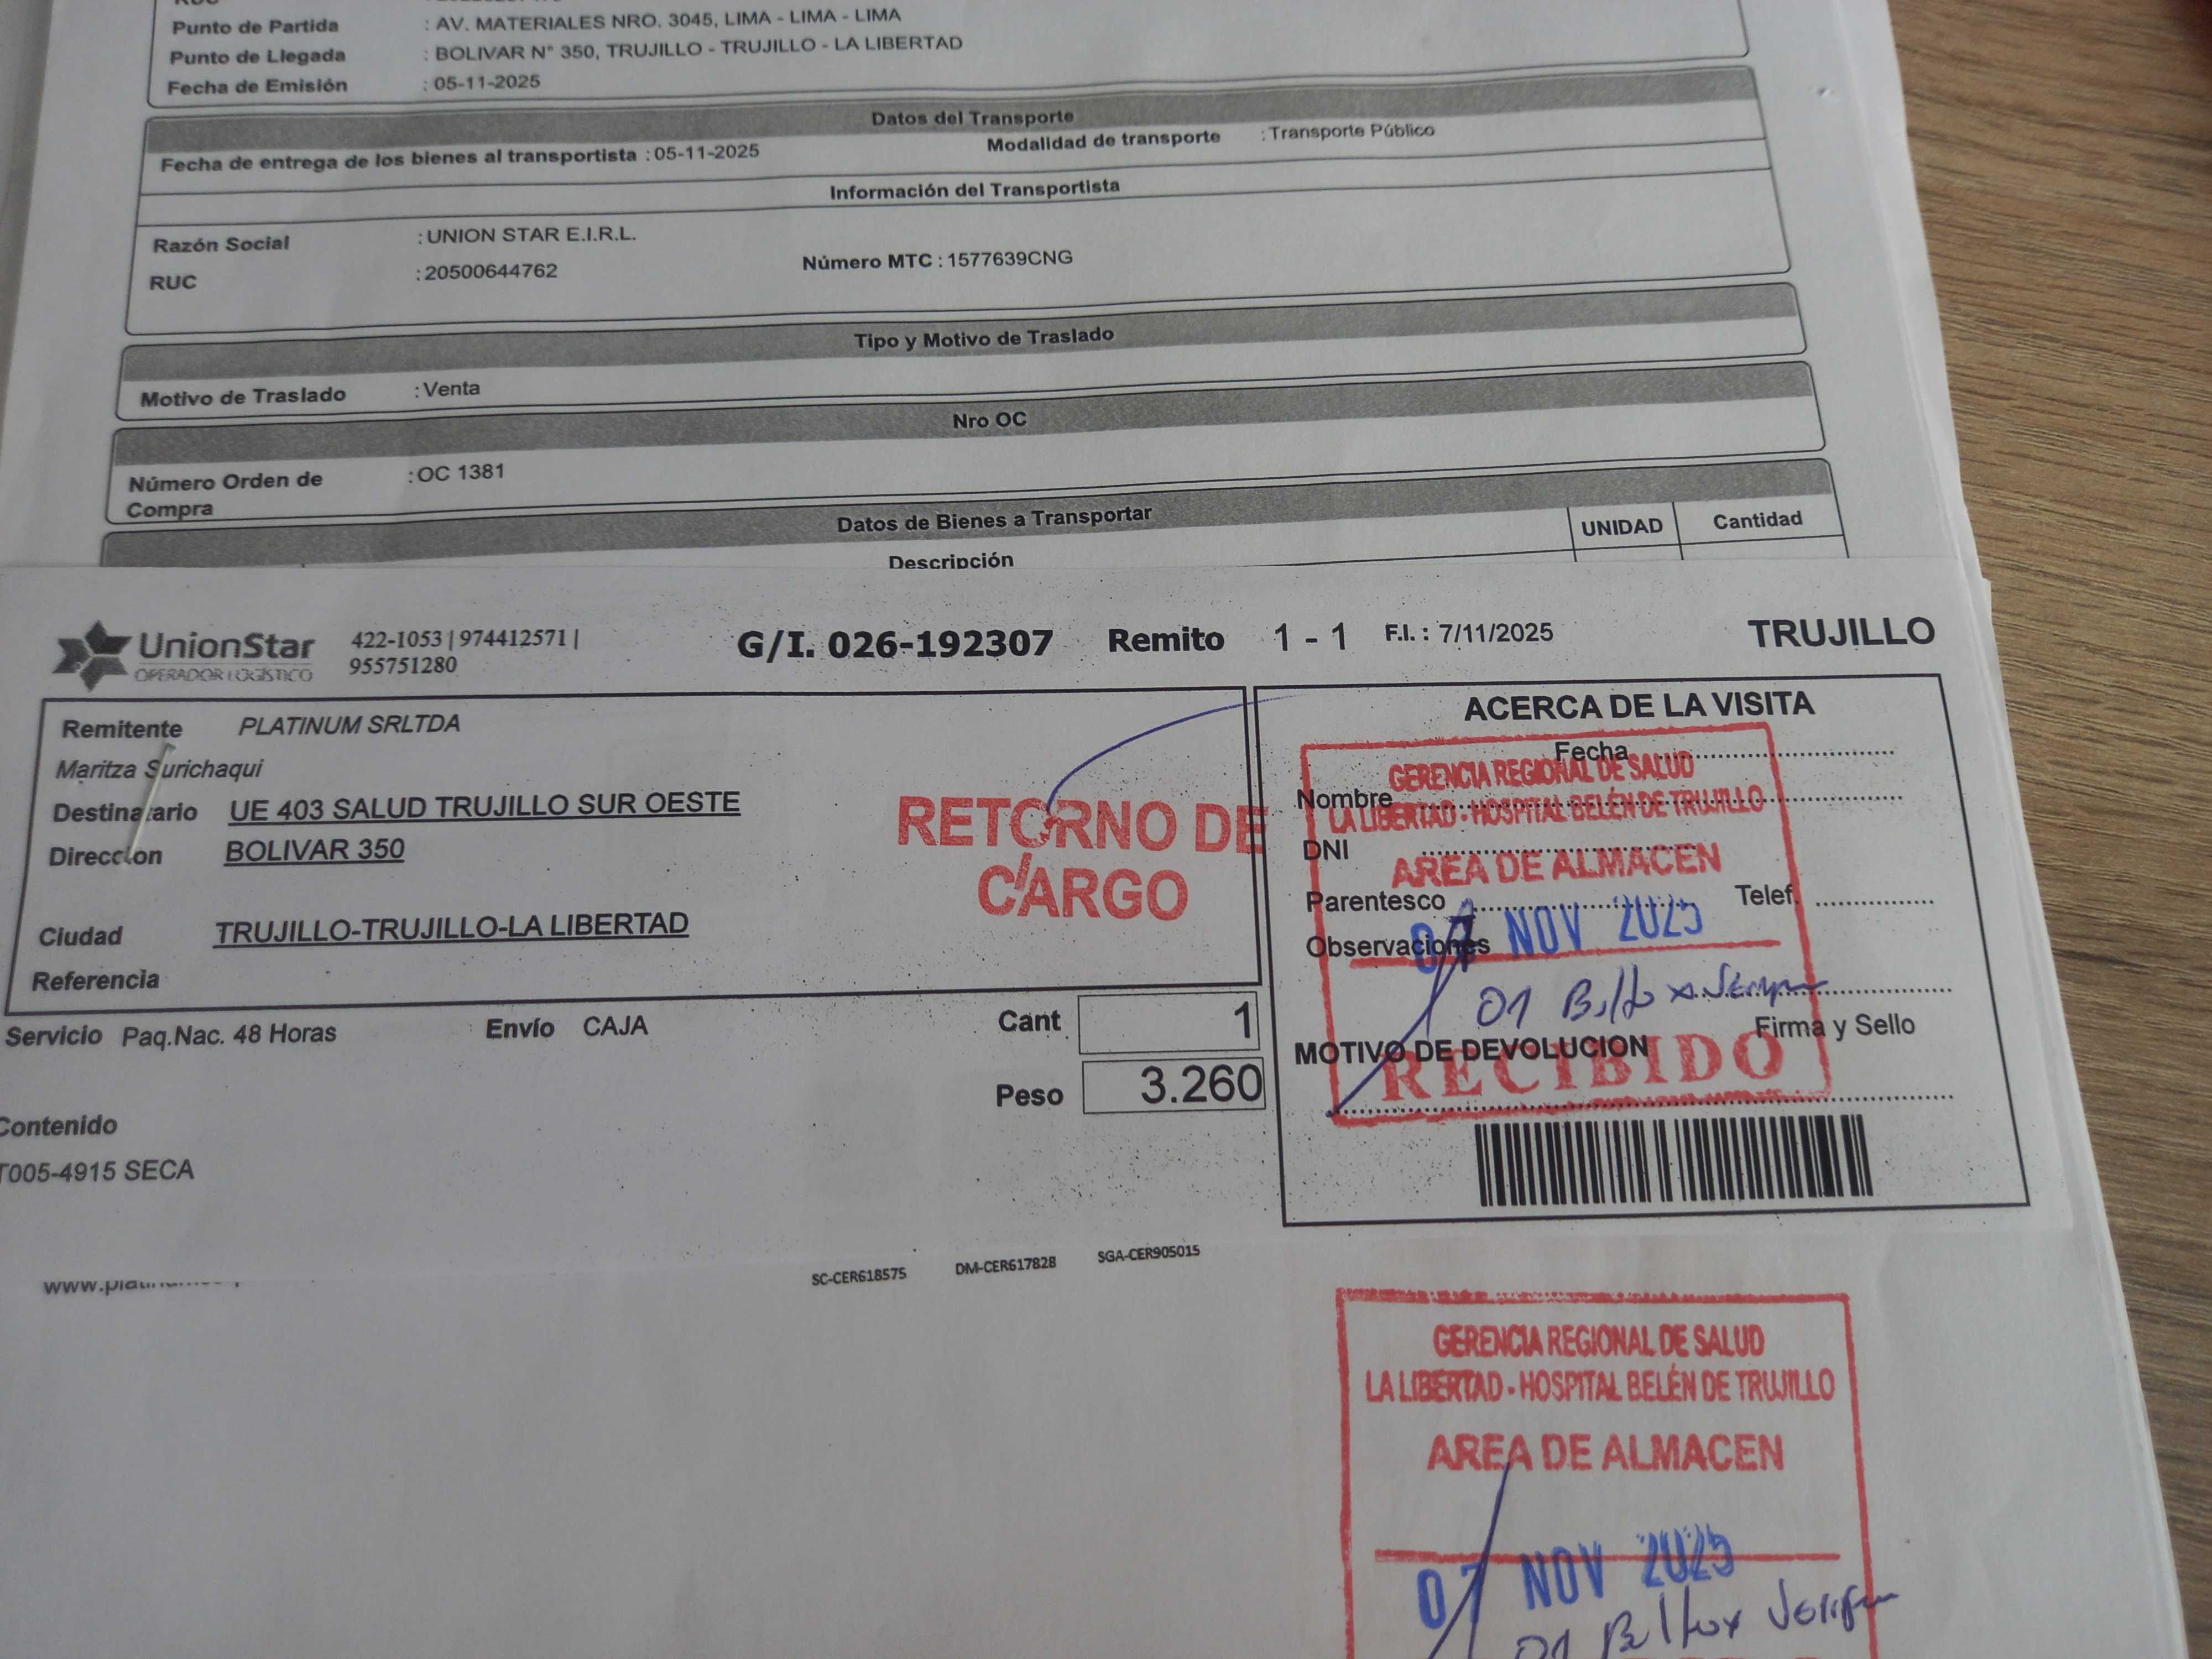 Punto de Partida : AV. MATERIALES NRO. 3045, LIMA - LIMA - LIMA
Punto de Llegada : BOLIVAR N° 350, TRUJILLO - TRUJILLO - LA LIBERTAD
Fecha de Emisión : 05-11-2025
Datos del Transporte
Fecha de entrega de los bienes al transportista : 05-11-2025 Modalidad de transporte : Transporte Público
Información del Transportista
Razón Social : UNION STAR E.I.R.L.
RUC : 20500644762 Número MTC : 1577639CNG
Tipo y Motivo de Traslado
Motivo de Traslado : Venta
Nro OC
Número Orden de : OC 1381
Compra
Datos de Bienes a Transportar
Descripción UNIDAD Cantidad
UnionStar
OPERADOR LOGÍSTICO
422-1053 | 974412571 |
955751280
G/I. 026-192307 Remito 1 - 1 F.I. : 7/11/2025 TRUJILLO
Remitente PLATINUM SRLTDA
Maritza Surichaqui
Destinatario UE 403 SALUD TRUJILLO SUR OESTE
Direccion BOLIVAR 350
Ciudad TRUJILLO-TRUJILLO-LA LIBERTAD
Referencia
RETORNO DE
CARGO
Servicio Paq.Nac. 48 Horas Envío CAJA
Cant 1
Peso 3.260
Contenido
T005-4915 SECA
ACERCA DE LA VISITA
Fecha
Nombre
DNI
Parentesco Telef.
Observaciones
Firma y Sello
MOTIVO DE DEVOLUCION
GERENCIA REGIONAL DE SALUD
LA LIBERTAD - HOSPITAL BELÉN DE TRUJILLO
AREA DE ALMACEN
07 NOV 2025
01
RECIBIDO
SC-CER618575 DM-CER617828 SGA-CER905015
GERENCIA REGIONAL DE SALUD
LA LIBERTAD - HOSPITAL BELÉN DE TRUJILLO
AREA DE ALMACEN
07 NOV 2025
01